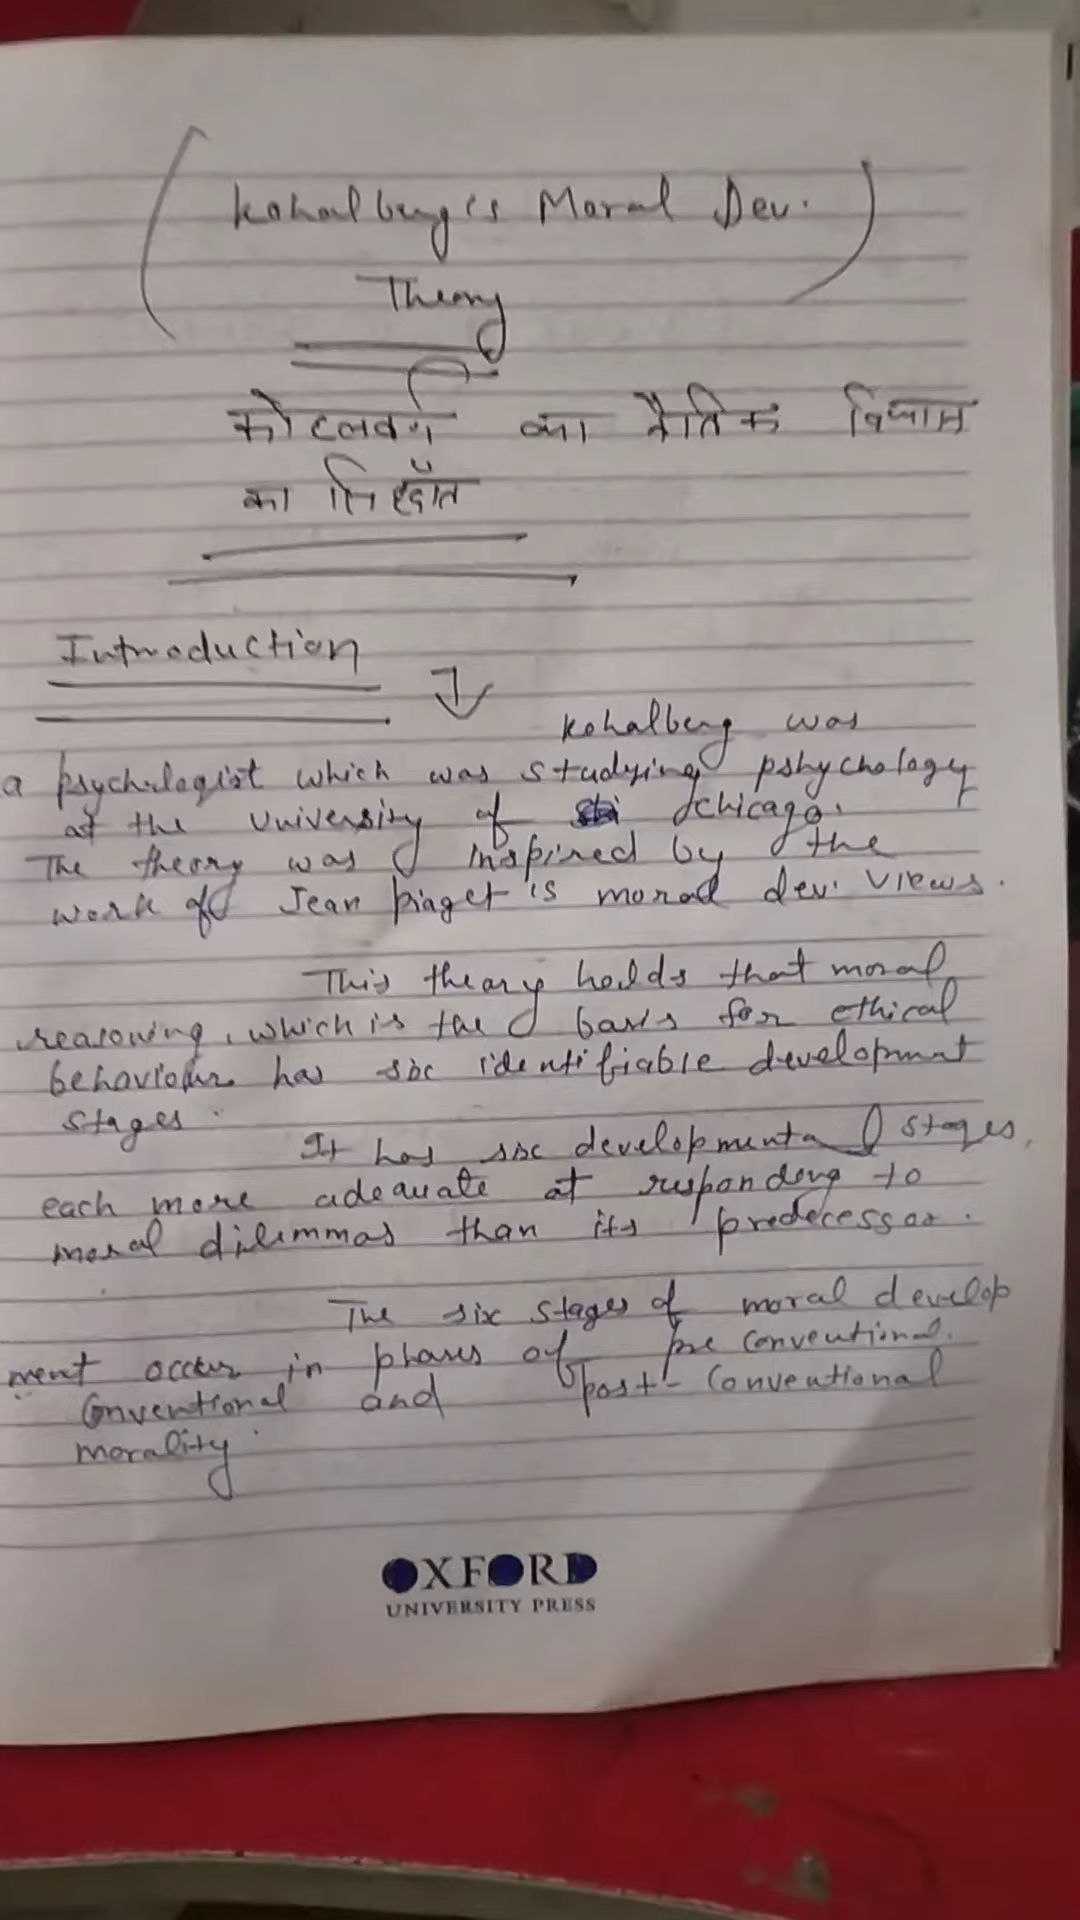 Kohalberg's Moral Dev.
Theory
कोहलबर्ग का नैतिक विकास
का सिद्धाँत
Introduction
Kohalberg was
a psychologist which was studying pshychology
at the University of chicago.
The theory was inspired by the
work of Jean piaget's moral dev. views.
This theory holds that moral
reasoning, which is the basis for ethical
behaviour has six identifiable development
stages.
It has six developmental stages,
each more adequate at responding to
moral dilemmas than its predecessor.
The six stages of moral develop
ment occur in phases of pre conventional.
Conventional and post-Conventional
morality.
OXFORD
UNIVERSITY PRESS